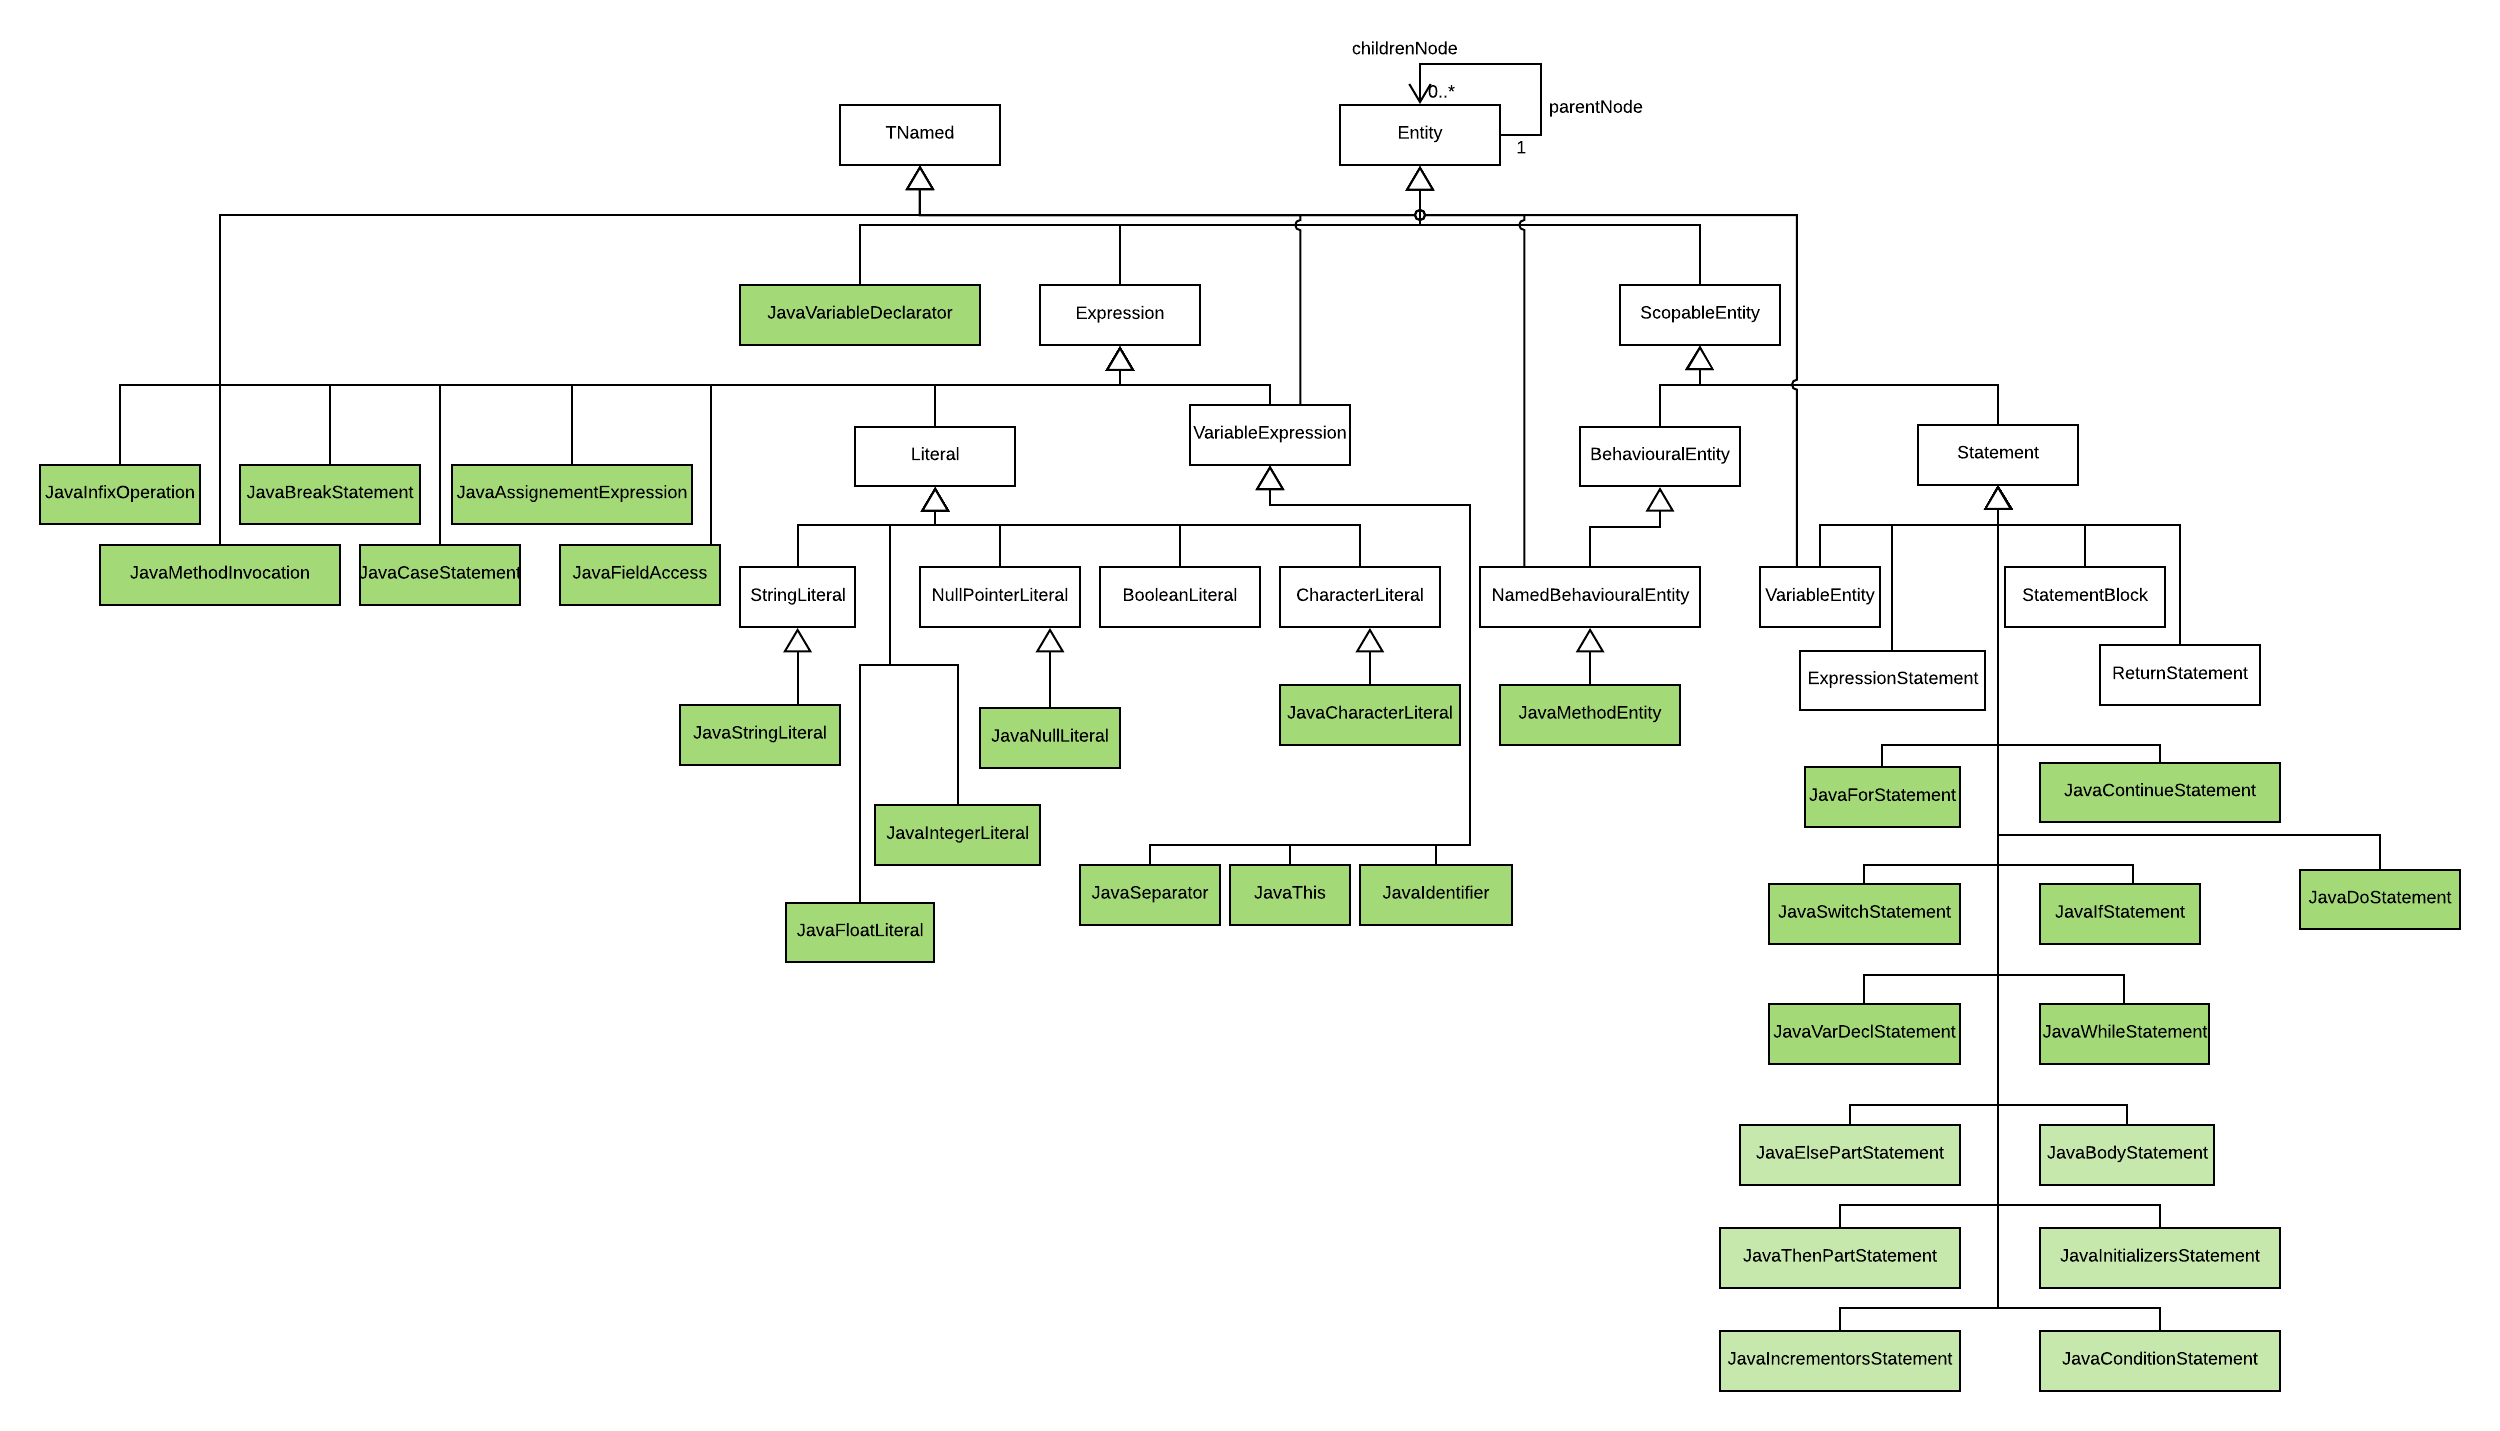 childrenNode
0..*
parentNode
TNamed
Entity
1
JavaVariableDeclarator
Expression
ScopableEntity
VariableExpression
Literal
BehaviouralEntity
Statement
JavaInfixOperation
JavaBreakStatement
JavaAssignementExpression
JavaMethodInvocation
JavaCaseStatement
JavaFieldAccess
StringLiteral
NullPointerLiteral
BooleanLiteral
CharacterLiteral
NamedBehaviouralEntity
VariableEntity
StatementBlock
ExpressionStatement
ReturnStatement
JavaStringLiteral
JavaNullLiteral
JavaCharacterLiteral
JavaMethodEntity
JavaForStatement
JavaContinueStatement
JavaIntegerLiteral
JavaSeparator
JavaThis
JavaIdentifier
JavaSwitchStatement
JavaIfStatement
JavaDoStatement
JavaFloatLiteral
JavaVarDeclStatement
JavaWhileStatement
JavaElsePartStatement
JavaBodyStatement
JavaThenPartStatement
JavaInitializersStatement
JavaIncrementorsStatement
JavaConditionStatement